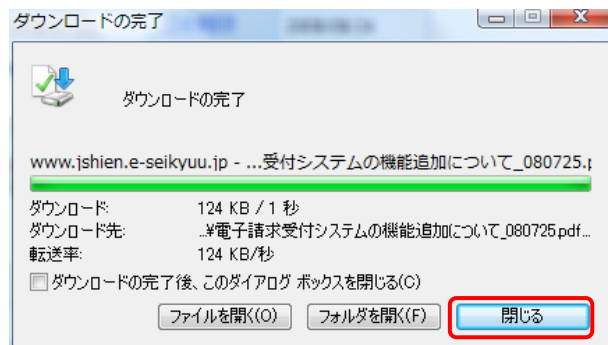 ダウンロードの完了
ダウンロードの完了
www.jshien.e-seikyuu.jp - ...受付システムの機能追加について_080725.p
ダウンロード: 124 KB / 1 秒
ダウンロード先: ...¥電子請求受付システムの機能追加について_080725.pdf...
転送率: 124 KB/秒
ダウンロードの完了後、このダイアログ ボックスを閉じる(C)
ファイルを開く(O) フォルダを開く(F) 閉じる